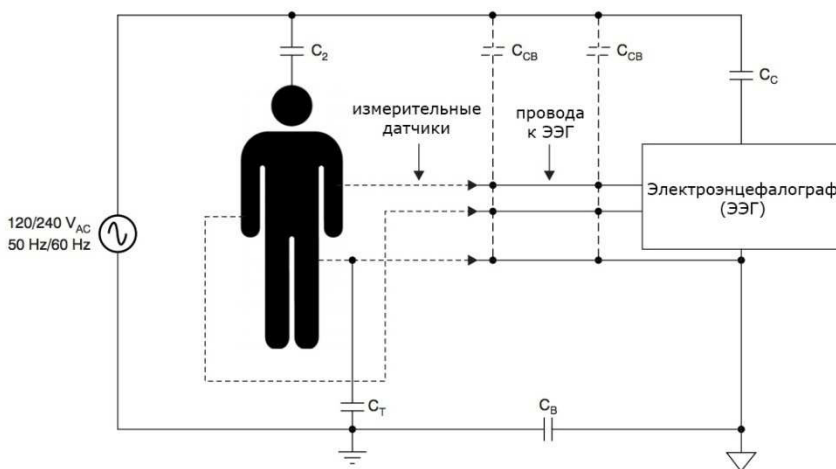 C2
CCB
CCB
CC
измерительные
датчики
провода
к ЭЭГ
Электроэнцефалограф
(ЭЭГ)
120/240 VAC
50 Hz/60 Hz
CT
CB